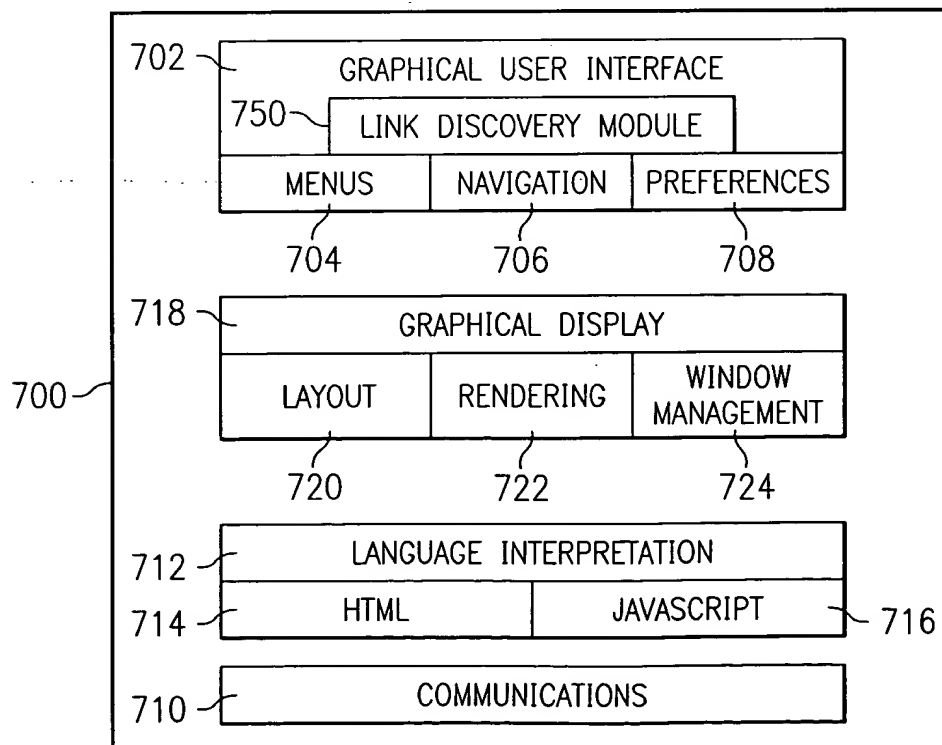 702
GRAPHICAL USER INTERFACE
750
LINK DISCOVERY MODULE
MENUS
NAVIGATION
PREFERENCES
704
706
708
718
GRAPHICAL DISPLAY
700
LAYOUT
RENDERING
WINDOW
MANAGEMENT
720
722
724
712
LANGUAGE INTERPRETATION
714
HTML
JAVASCRIPT
716
710
COMMUNICATIONS